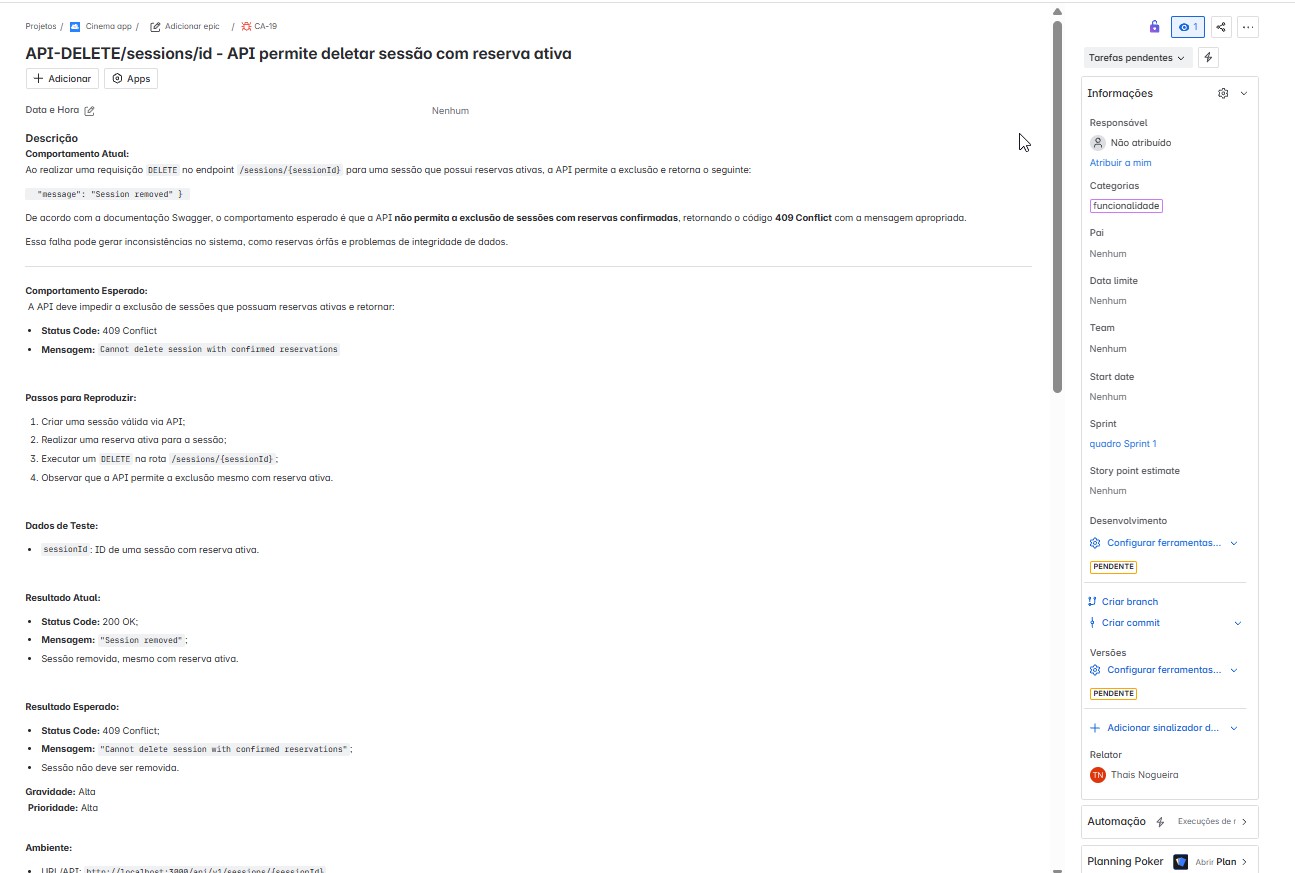 Projetos / Cinema app / Adicionar epic / CA-19
1
API-DELETE/sessions/id - API permite deletar sessão com reserva ativa
Adicionar Apps
Data e Hora Nenhum
Descrição
Comportamento Atual:
Ao realizar uma requisição DELETE no endpoint /sessions/{sessionId} para uma sessão que possui reservas ativas, a API permite a exclusão e retorna o seguinte:
"message": "Session removed" }
De acordo com a documentação Swagger, o comportamento esperado é que a API não permita a exclusão de sessões com reservas confirmadas, retornando o código 409 Conflict com a mensagem apropriada.
Essa falha pode gerar inconsistências no sistema, como reservas órfãs e problemas de integridade de dados.
Comportamento Esperado:
A API deve impedir a exclusão de sessões que possuam reservas ativas e retornar:
• Status Code: 409 Conflict
• Mensagem: Cannot delete session with confirmed reservations
Passos para Reproduzir:
1. Criar uma sessão válida via API;
2. Realizar uma reserva ativa para a sessão;
3. Executar um DELETE na rota /sessions/{sessionId};
4. Observar que a API permite a exclusão mesmo com reserva ativa.
Dados de Teste:
• sessionId: ID de uma sessão com reserva ativa.
Resultado Atual:
• Status Code: 200 OK;
• Mensagem: "Session removed";
• Sessão removida, mesmo com reserva ativa.
Resultado Esperado:
• Status Code: 409 Conflict;
• Mensagem: "Cannot delete session with confirmed reservations";
• Sessão não deve ser removida.
Gravidade: Alta
Prioridade: Alta
Ambiente:
• URL/API: http://localhost:3000/api/v1/sessions/{sessionId}
Tarefas pendentes
Informações
Responsável
Não atribuído
Atribuir a mim
Categorias
funcionalidade
Pai
Nenhum
Data limite
Nenhum
Team
Nenhum
Start date
Nenhum
Sprint
quadro Sprint 1
Story point estimate
Nenhum
Desenvolvimento
Configurar ferramentas...
PENDENTE
Criar branch
Criar commit
Versões
Configurar ferramentas...
PENDENTE
Adicionar sinalizador d...
Relator
TN Thais Nogueira
Automação Execuções de r
Planning Poker Abrir Plan